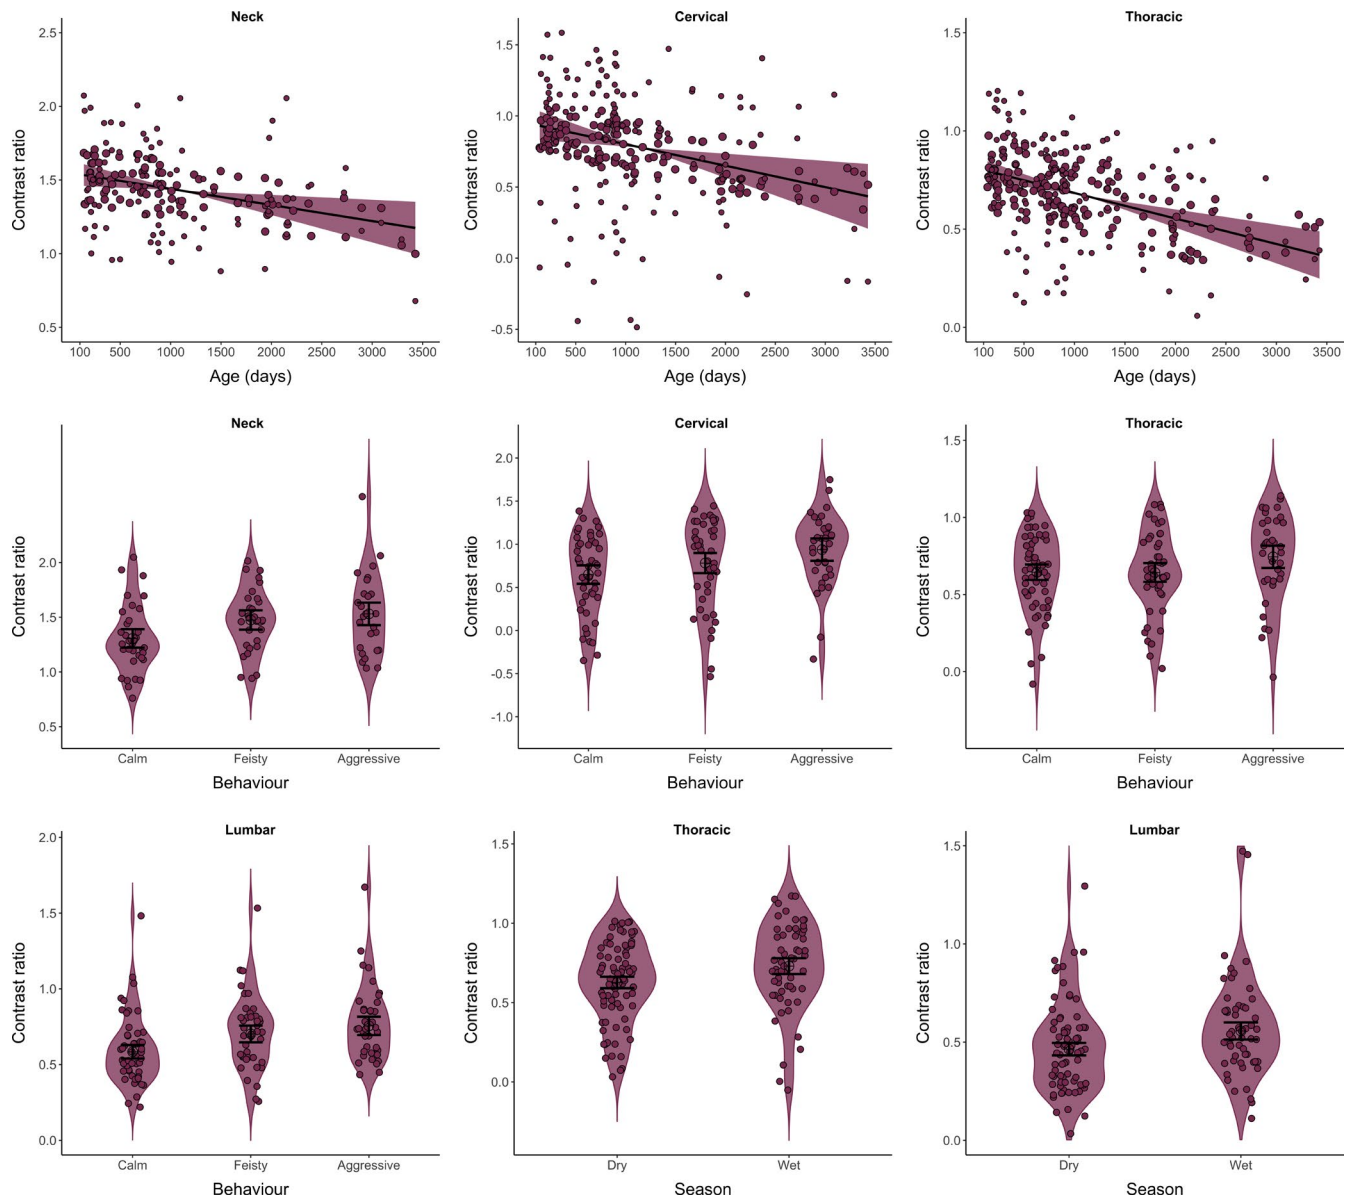 Neck
Cervical
Thoracic
Contrast ratio
2.5
2.0
1.5
1.0
0.5
100 500 1000 1500 2000 2500 3000 3500
Age (days)
Contrast ratio
1.5
1.0
0.5
0.0
-0.5
100 500 1000 1500 2000 2500 3000 3500
Age (days)
Contrast ratio
1.5
1.0
0.5
0.0
100 500 1000 1500 2000 2500 3000 3500
Age (days)
Neck
Cervical
Thoracic
Contrast ratio
2.0
1.5
1.0
0.5
Calm Feisty Aggressive
Behaviour
Contrast ratio
2.0
1.5
1.0
0.5
0.0
-0.5
-1.0
Calm Feisty Aggressive
Behaviour
Contrast ratio
1.5
1.0
0.5
0.0
Calm Feisty Aggressive
Behaviour
Lumbar
Thoracic
Lumbar
Contrast ratio
2.0
1.5
1.0
0.5
0.0
Calm Feisty Aggressive
Behaviour
Contrast ratio
1.5
1.0
0.5
0.0
Dry Wet
Season
Contrast ratio
1.5
1.0
0.5
0.0
Dry Wet
Season